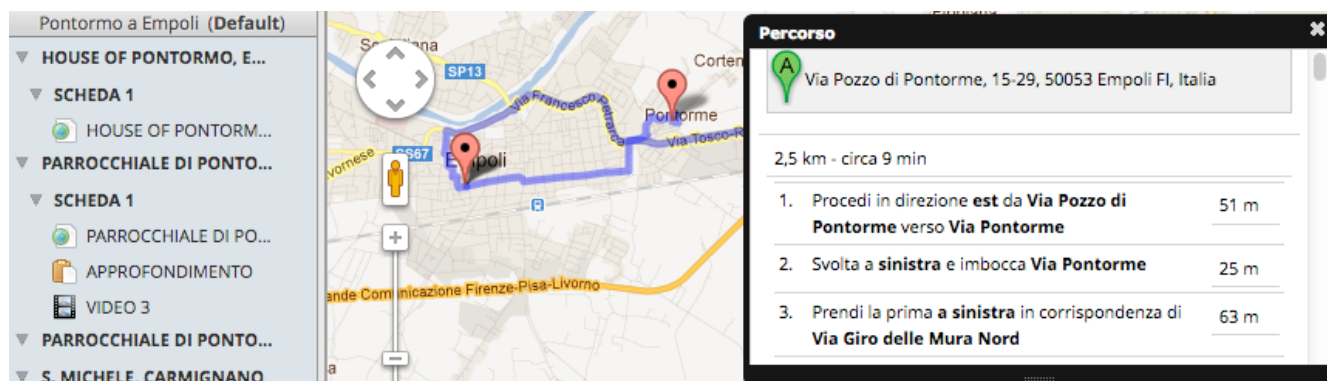 Pontormo a Empoli (Default)
HOUSE OF PONTORMO, E...
SCHEDA 1
HOUSE OF PONTORM...
PARROCCHIALE DI PONTO...
SCHEDA 1
PARROCCHIALE DI PO...
APPROFONDIMENTO
VIDEO 3
PARROCCHIALE DI PONTO...
S. MICHELE, CARMIGNANO
SP13
Corten
Via Francesco Petrarca
Pontorme
Via Tosco-R
vornese
SS67
Empoli
ande Comunicazione Firenze-Pisa-Livorno
Percorso
A
Via Pozzo di Pontorme, 15-29, 50053 Empoli FI, Italia
2,5 km - circa 9 min
1. Procedi in direzione est da Via Pozzo di
Pontorme verso Via Pontorme
51 m
2. Svolta a sinistra e imbocca Via Pontorme
25 m
3. Prendi la prima a sinistra in corrispondenza di
Via Giro delle Mura Nord
63 m